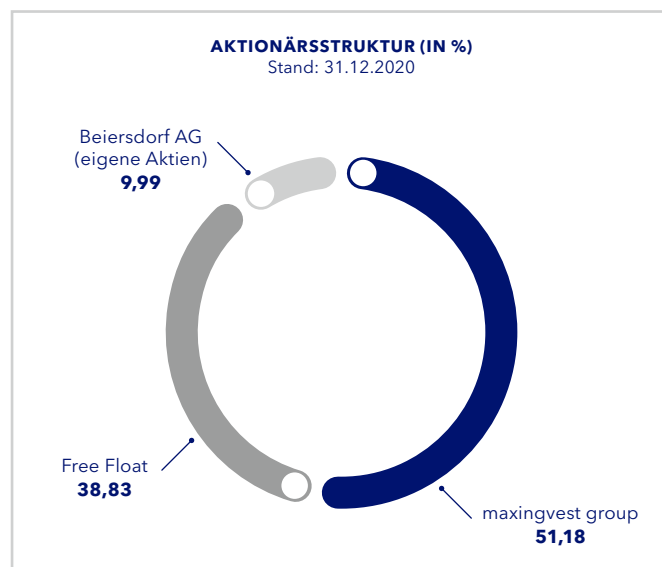 AKTIONÄRSSTRUKTUR (IN %)
Stand: 31.12.2020
Beiersdorf AG
(eigene Aktien)
9,99
Free Float
38,83
maxingvest group
51,18